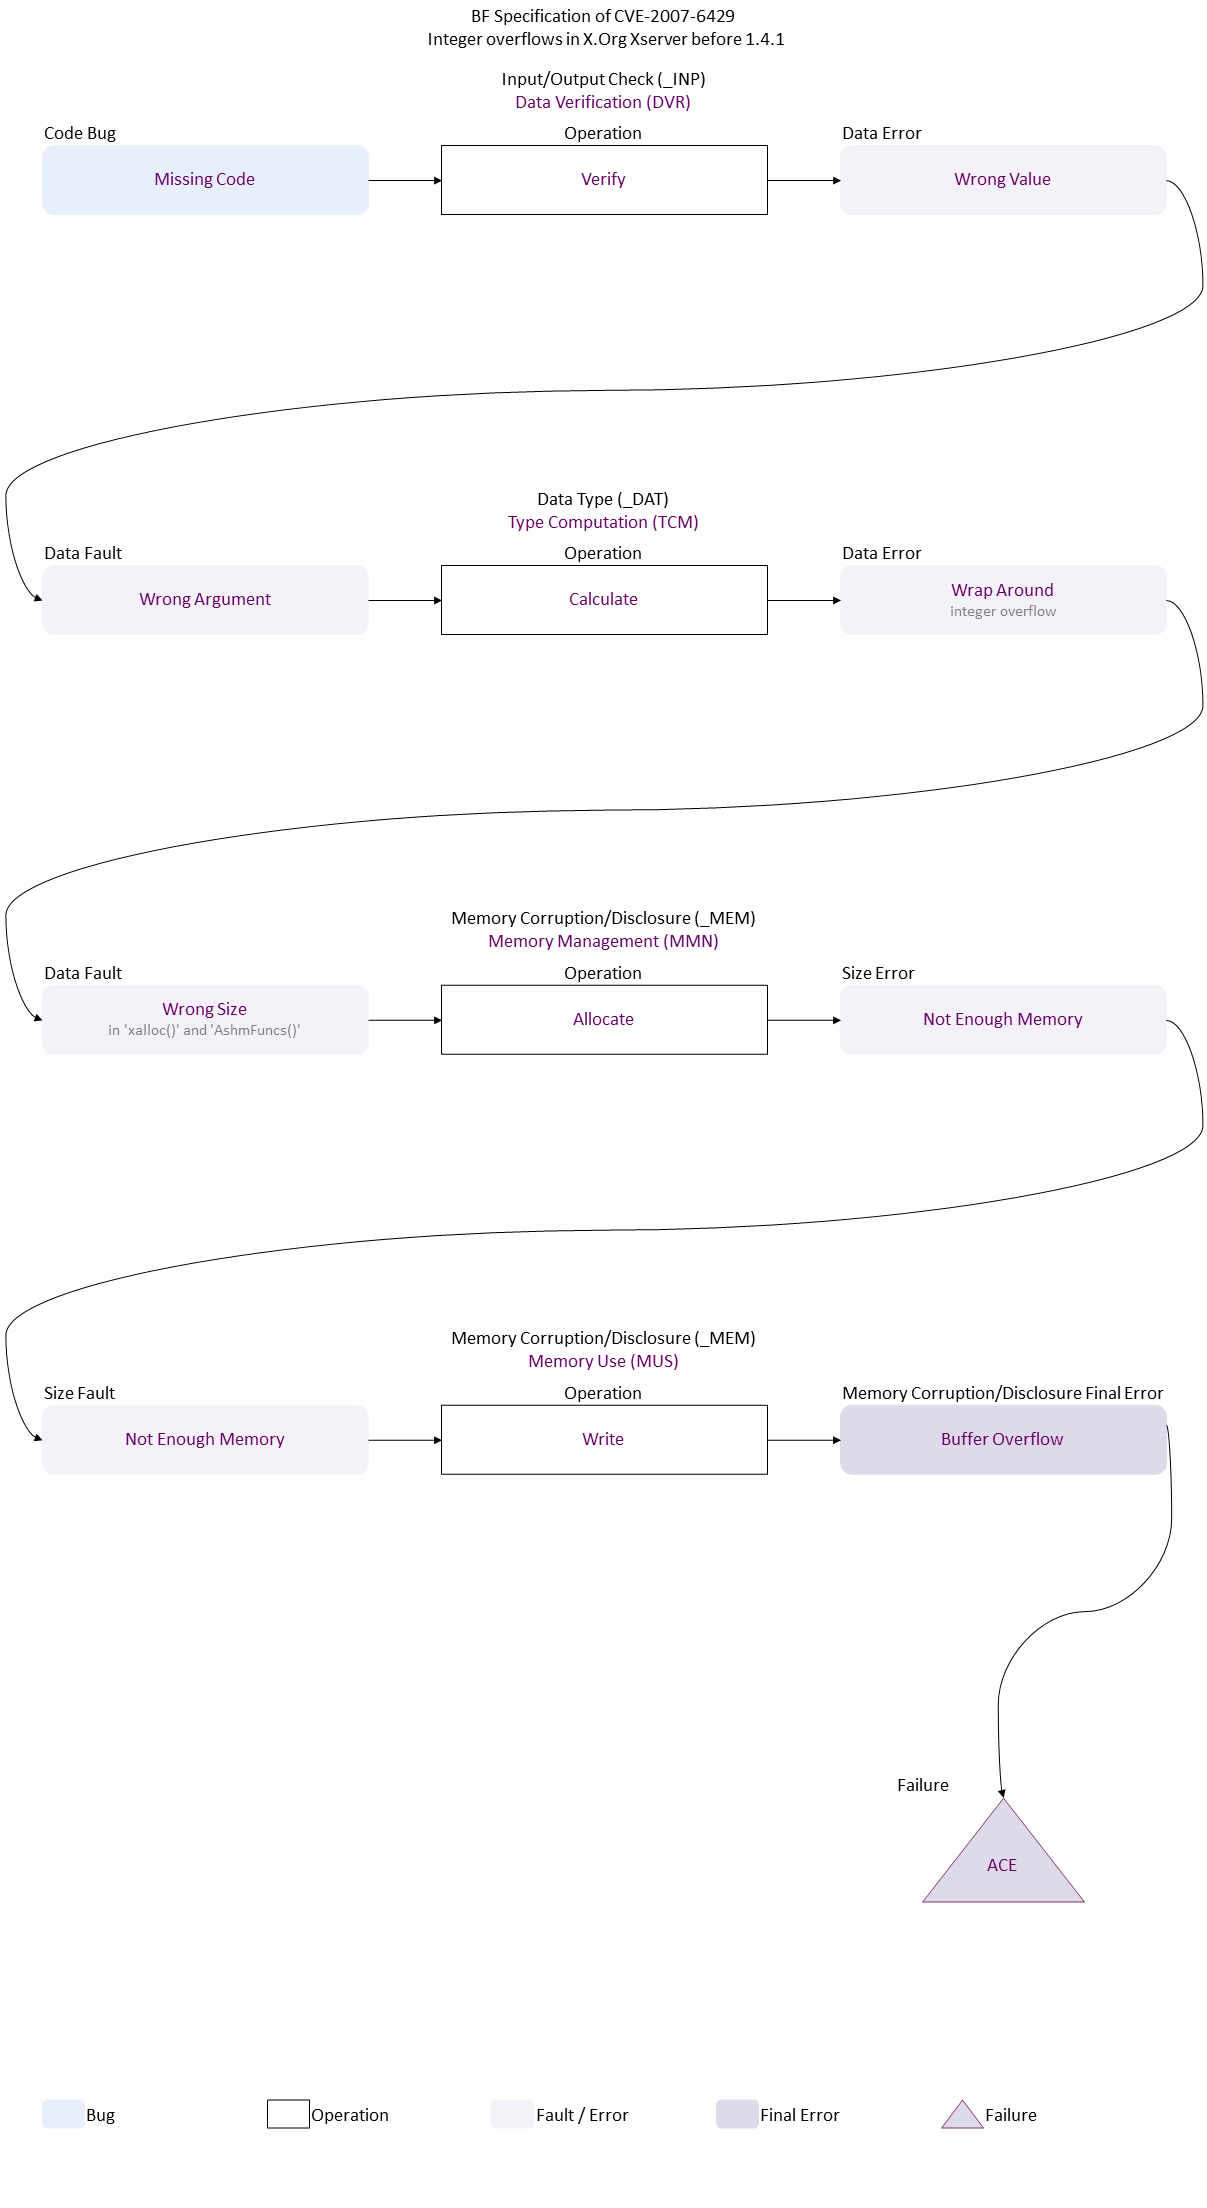 BF Specification of CVE-2007-6429
Integer overflows in X.Org Xserver before 1.4.1
Input/Output Check (_INP)
Data Verification (DVR)
Code Bug
Operation
Data Error
Missing Code
Verify
Wrong Value
Data Type (_DAT)
Type Computation (TCM)
Data Fault
Operation
Data Error
Wrong Argument
Calculate
Wrap Around
integer overflow
Memory Corruption/Disclosure (_MEM)
Memory Management (MMN)
Data Fault
Operation
Size Error
Wrong Size
in 'xalloc()' and 'AshmFuncs()'
Allocate
Not Enough Memory
Memory Corruption/Disclosure (_MEM)
Memory Use (MUS)
Size Fault
Operation
Memory Corruption/Disclosure Final Error
Not Enough Memory
Write
Buffer Overflow
Failure
ACE
Bug
Operation
Fault / Error
Final Error
Failure